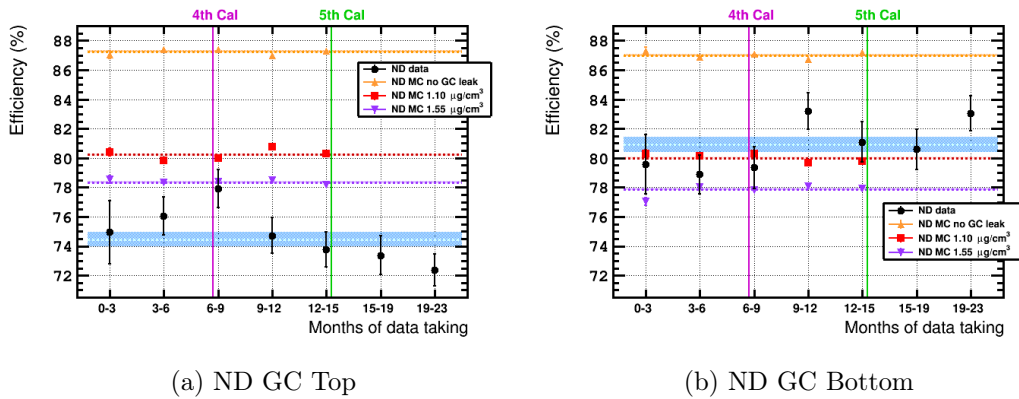 4th Cal 5th Cal
Efficiency (%)
88
86
84
82
80
78
76
74
72
ND data
ND MC no GC leak
ND MC 1.10 μg/cm³
ND MC 1.55 μg/cm³
0-3 3-6 6-9 9-12 12-15 15-19 19-23
Months of data taking
(a) ND GC Top
4th Cal 5th Cal
Efficiency (%)
88
86
84
82
80
78
76
74
72
ND data
ND MC no GC leak
ND MC 1.10 μg/cm³
ND MC 1.55 μg/cm³
0-3 3-6 6-9 9-12 12-15 15-19 19-23
Months of data taking
(b) ND GC Bottom